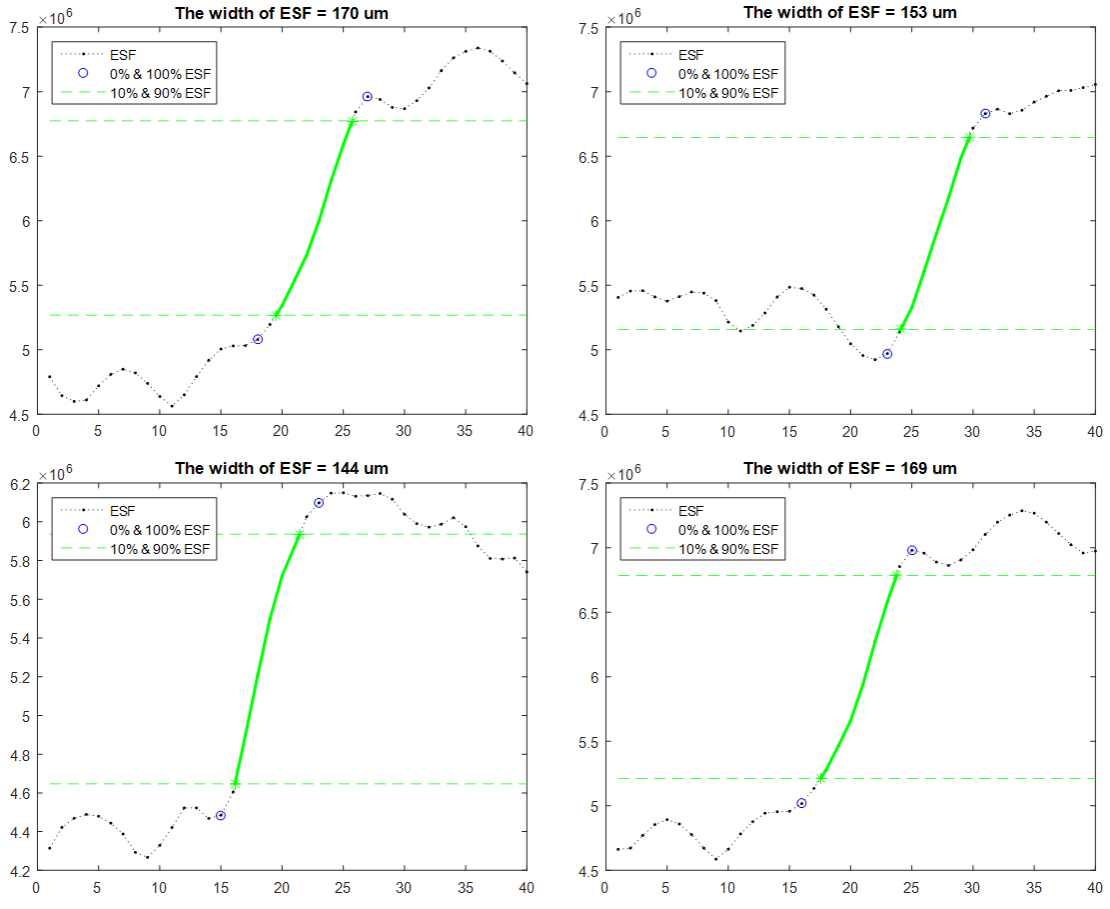 The width of ESF = 170 um
×10^6
7.5
7
6.5
6
5.5
5
4.5
0 5 10 15 20 25 30 35 40
ESF
0% & 100% ESF
10% & 90% ESF
The width of ESF = 153 um
×10^6
7.5
7
6.5
6
5.5
5
4.5
0 5 10 15 20 25 30 35 40
ESF
0% & 100% ESF
10% & 90% ESF
The width of ESF = 144 um
×10^6
6.2
6
5.8
5.6
5.4
5.2
5
4.8
4.6
4.4
4.2
0 5 10 15 20 25 30 35 40
ESF
0% & 100% ESF
10% & 90% ESF
The width of ESF = 169 um
×10^6
7.5
7
6.5
6
5.5
5
4.5
0 5 10 15 20 25 30 35 40
ESF
0% & 100% ESF
10% & 90% ESF